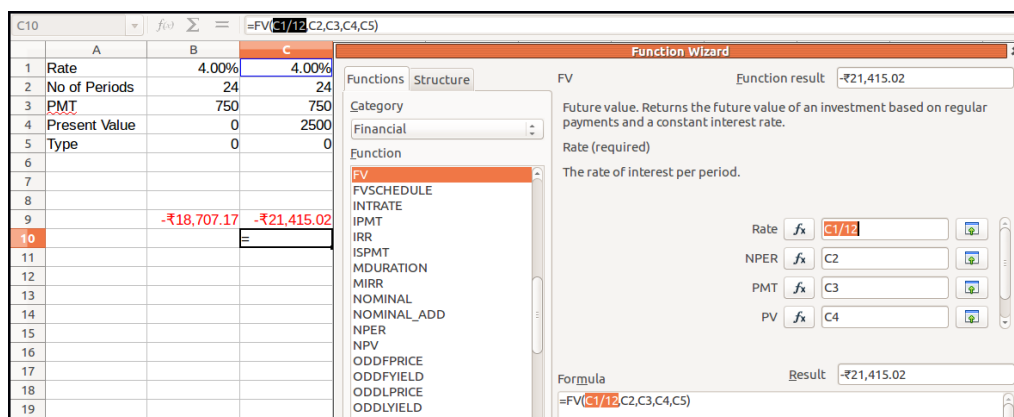 C10 f(x) Σ = =FV(C1/12,C2,C3,C4,C5)
A B C
1 Rate 4.00% 4.00%
2 No of Periods 24 24
3 PMT 750 750
4 Present Value 0 2500
5 Type 0 0
6
7
8
9 -₹18,707.17 -₹21,415.02
10 =
11
12
13
14
15
16
17
18
19
Function Wizard
Functions Structure
Category
Financial
Function
FV
FVSCHEDULE
INTRATE
IPMT
IRR
ISPMT
MDURATION
MIRR
NOMINAL
NOMINAL_ADD
NPER
NPV
ODDFPRICE
ODDFYIELD
ODDLPRICE
ODDLYIELD
FV Function result -₹21,415.02
Future value. Returns the future value of an investment based on regular
payments and a constant interest rate.
Rate (required)
The rate of interest per period.
Rate fx C1/12
NPER fx C2
PMT fx C3
PV fx C4
Formula Result -₹21,415.02
=FV(C1/12,C2,C3,C4,C5)